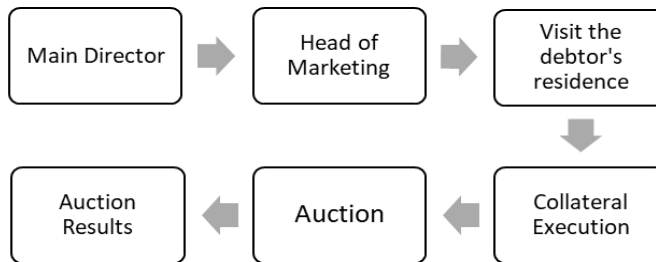 Main Director
Head of
Marketing
Visit the
debtor's
residence
Collateral
Execution
Auction
Auction
Results